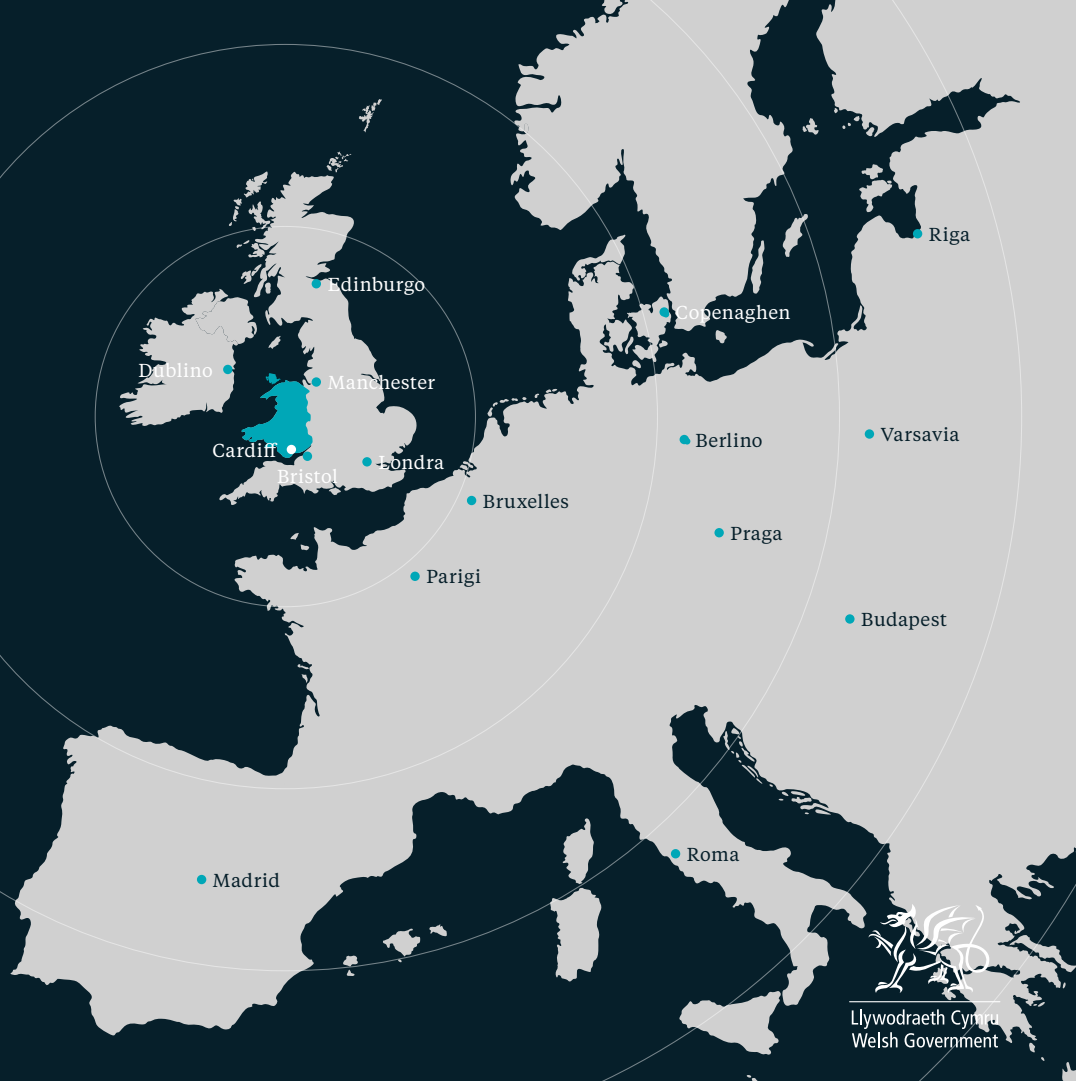 Riga
Edinburgo
Copenaghen
Dublino
Manchester
Berlino
Varsavia
Cardiff
Londra
Bristol
Bruxelles
Praga
Parigi
Budapest
Roma
Madrid
Llywodraeth Cymru
Welsh Government